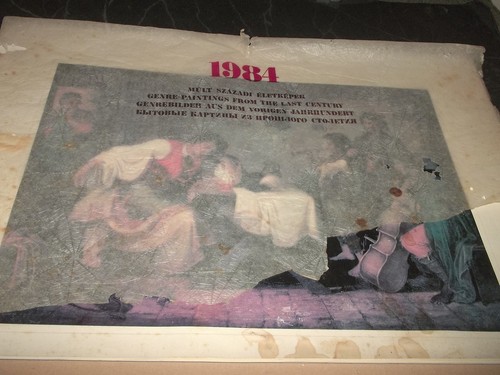 1984
MÚLT SZÁZADI ÉLETKÉPEK
GENRE-PAINTINGS FROM THE LAST CENTURY
GENREBILDER AUS DEM VORIGEN JAHRHUNDERT
БЫТОВЫЕ КАРТИНЫ ИЗ ПРОШЛОГО СТОЛЕТИЯ